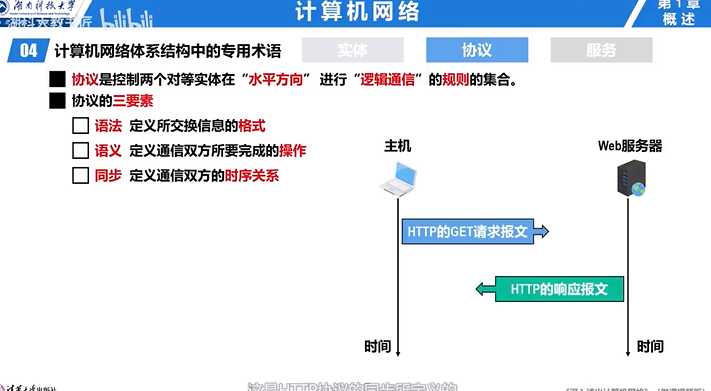 湖南科技大学
bilibili
计算机网络
第1章
概述
04 计算机网络体系结构中的专用术语
实体
协议
服务
协议是控制两个对等实体在“水平方向” 进行“逻辑通信”的规则的集合。
协议的三要素
语法 定义所交换信息的格式
语义 定义通信双方所要完成的操作
同步 定义通信双方的时序关系
主机
Web服务器
HTTP的GET请求报文
HTTP的响应报文
时间
时间
这是HTTP协议的同步所定义的
清华大学出版社